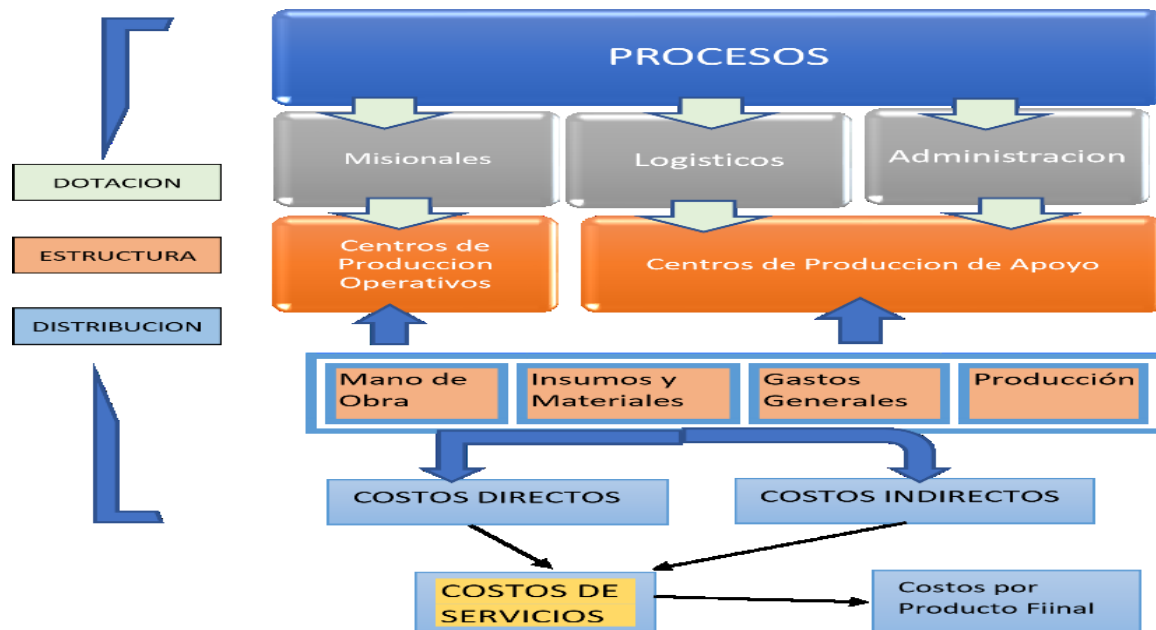 PROCESOS
Misionales
Logisticos
Administracion
DOTACION
ESTRUCTURA
DISTRIBUCION
Centros de
Produccion
Operativos
Centros de Produccion de Apoyo
Mano de
Obra
Insumos y
Materiales
Gastos
Generales
Producción
COSTOS DIRECTOS
COSTOS INDIRECTOS
COSTOS DE
SERVICIOS
Costos por
Producto Fiinal